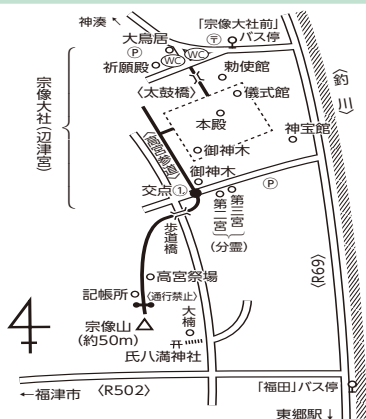 神湊
「宗像大社前」
バス停
大鳥居
P
WC
WC
〒
祈願殿
勅使館
〈太鼓橋〉
儀式館
〈釣川〉
宗像大社(辺津宮)
本殿
神宝館
御神木
〈高宮参道〉
御神木
交点①
P
第二宮
第三宮
(分霊)
歩道橋
〈R69〉
高宮祭場
記帳所
〈通行禁止〉
大楠
宗像山
(約50m)
氏八満神社
←福津市
〈R502〉
「福田」バス停
東郷駅↓